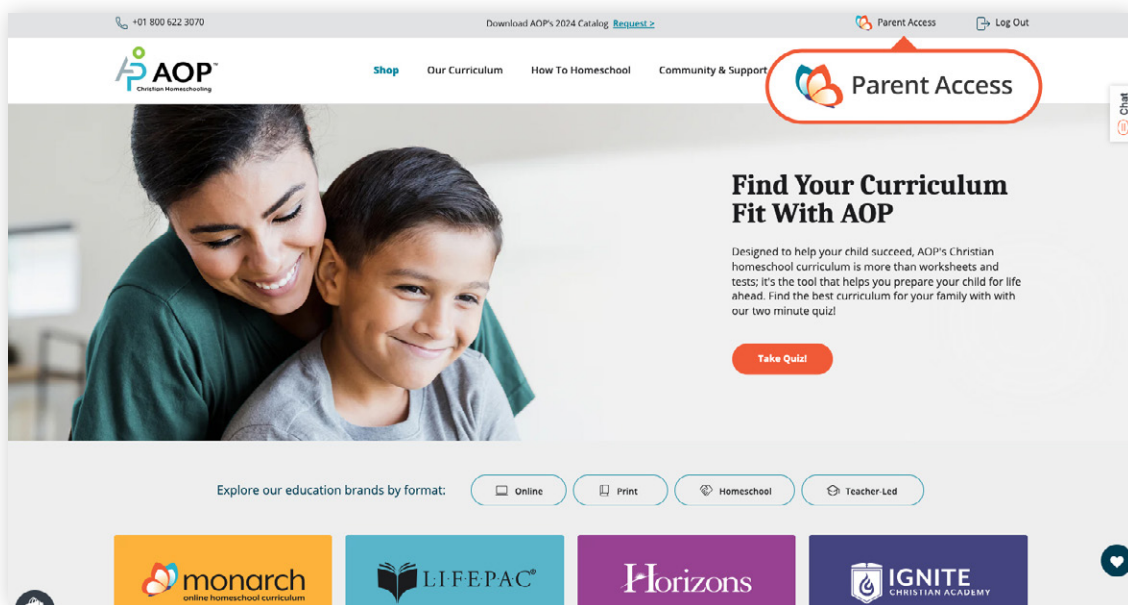 +01 800 622 3070
Download AOP's 2024 Catalog Request >
Parent Access
Log Out
AOP™
Christian Homeschooling
Shop
Our Curriculum
How To Homeschool
Community & Support
Parent Access
Chat
Find Your Curriculum
Fit With AOP
Designed to help your child succeed, AOP's Christian
homeschool curriculum is more than worksheets and
tests; it's the tool that helps you prepare your child for life
ahead. Find the best curriculum for your family with with
our two minute quiz!
Take Quiz!
Explore our education brands by format:
Online
Print
Homeschool
Teacher-Led
monarch
online homeschool curriculum
LIFEPAC®
Horizons
IGNITE
CHRISTIAN ACADEMY